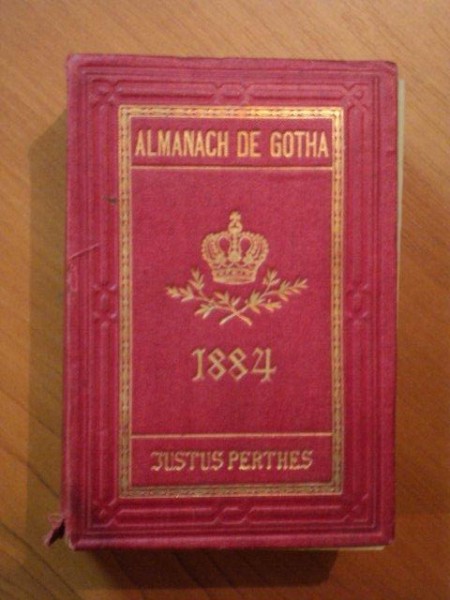 ALMANACH DE GOTHA
1884
JUSTUS PERTHES